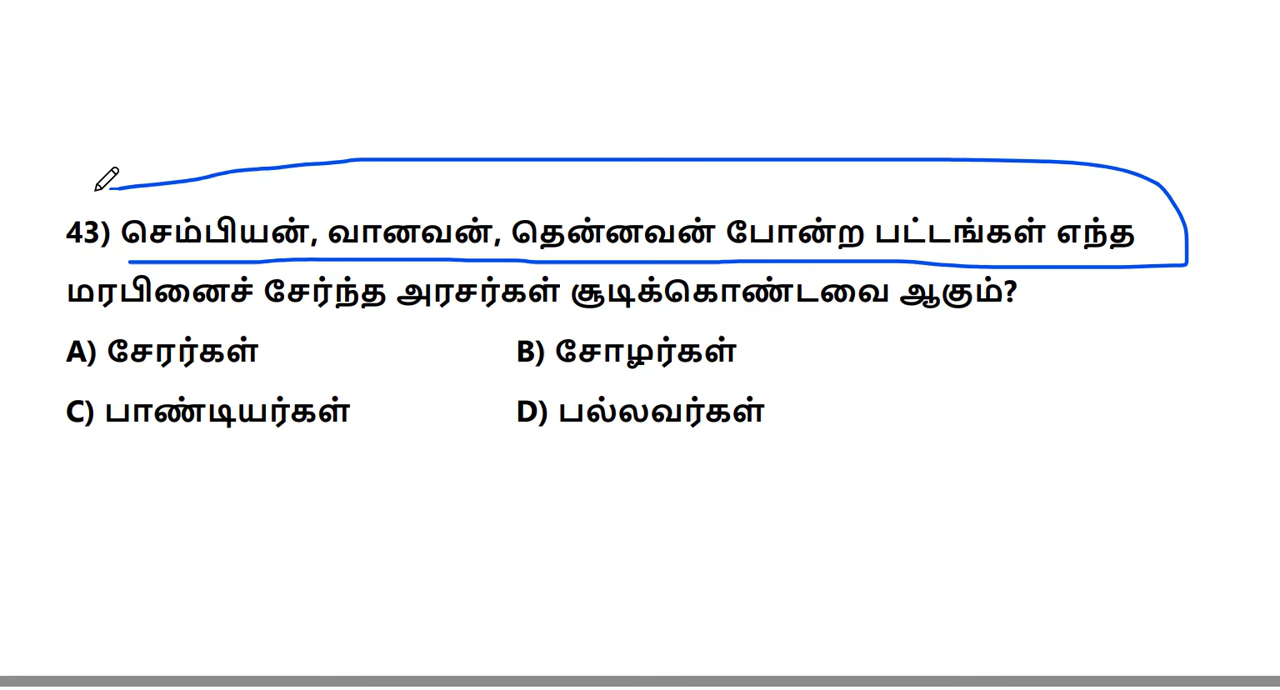 43) செம்பியன், வானவன், தென்னவன் போன்ற பட்டங்கள் எந்த
மரபினைச் சேர்ந்த அரசர்கள் சூடிக்கொண்டவை ஆகும்?
A) சேரர்கள் B) சோழர்கள்
C) பாண்டியர்கள் D) பல்லவர்கள்